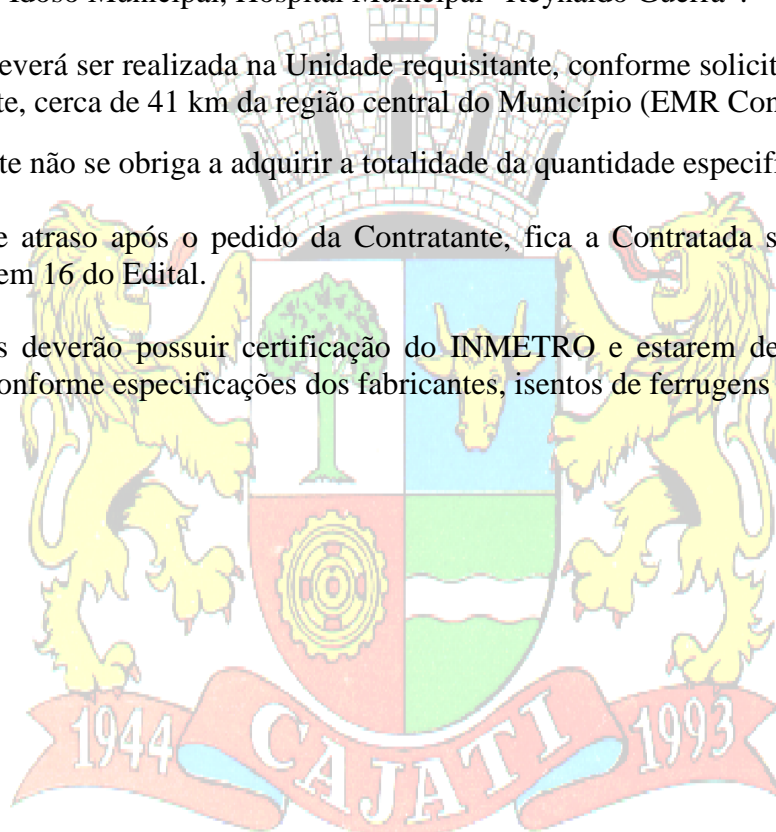 Idoso Municipal, Hospital Municipal "Reynaldo Guerra".
everá ser realizada na Unidade requisitante, conforme solicit
te, cerca de 41 km da região central do Município (EMR Con
te não se obriga a adquirir a totalidade da quantidade especifi
e atraso após o pedido da Contratante, fica a Contratada s
em 16 do Edital.
s deverão possuir certificação do INMETRO e estarem de
onforme especificações dos fabricantes, isentos de ferrugens
1944 CAJATI 1993